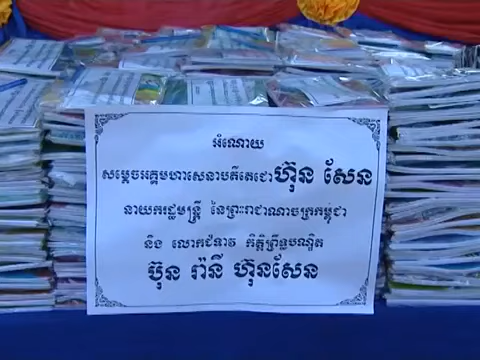 អំណោយ
សម្តេចអគ្គមហាសេនាបតីតេជោ ហ៊ុន សែន
នាយករដ្ឋមន្ត្រី នៃព្រះរាជាណាចក្រកម្ពុជា
និង លោកជំទាវ កិត្តិព្រឹទ្ធបណ្ឌិត
ប៊ុន រ៉ានី ហ៊ុនសែន